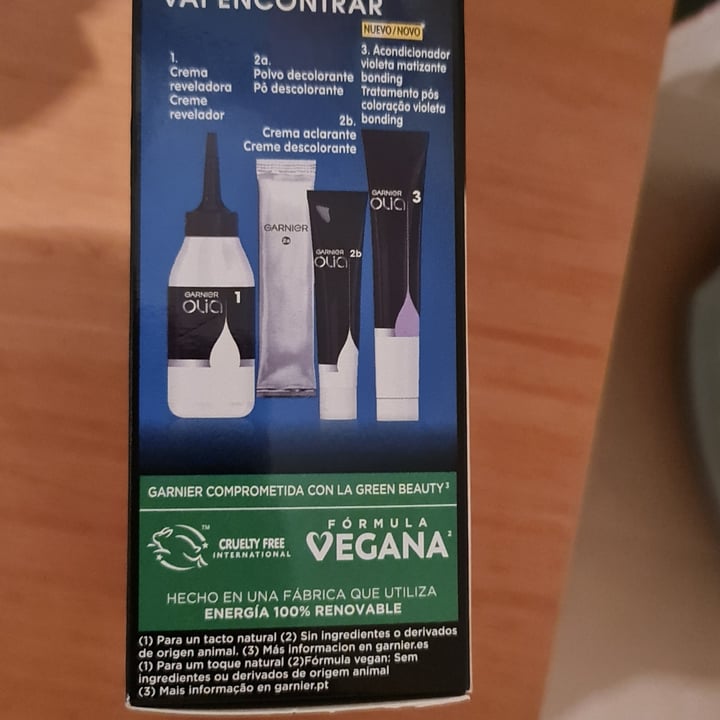 VAI ENCONTRAR
NUEVO/NOVO
1.
Crema
reveladora
Creme
revelador
2a.
Polvo decolorante
Pô descolorante
2b.
Crema aclarante
Creme descolorante
3. Acondicionador
violeta matizante
bonding
Tratamento pós
coloração violeta
bonding
GARNIER
OLIA 1
GARNIER
2a
GARNIER
OLIA 2b
GARNIER
OLIA 3
GARNIER COMPROMETIDA CON LA GREEN BEAUTY³
CRUELTY FREE
INTERNATIONAL
™
FÓRMULA
VEGANA²
HECHO EN UNA FÁBRICA QUE UTILIZA
ENERGÍA 100% RENOVABLE
(1) Para un tacto natural (2) Sin ingredientes o derivados
de origen animal. (3) Más informacion en garnier.es
(1) Para um toque natural (2)Fórmula vegan: Sem
ingredientes ou derivados de origem animal
(3) Mais informação en garnier.pt